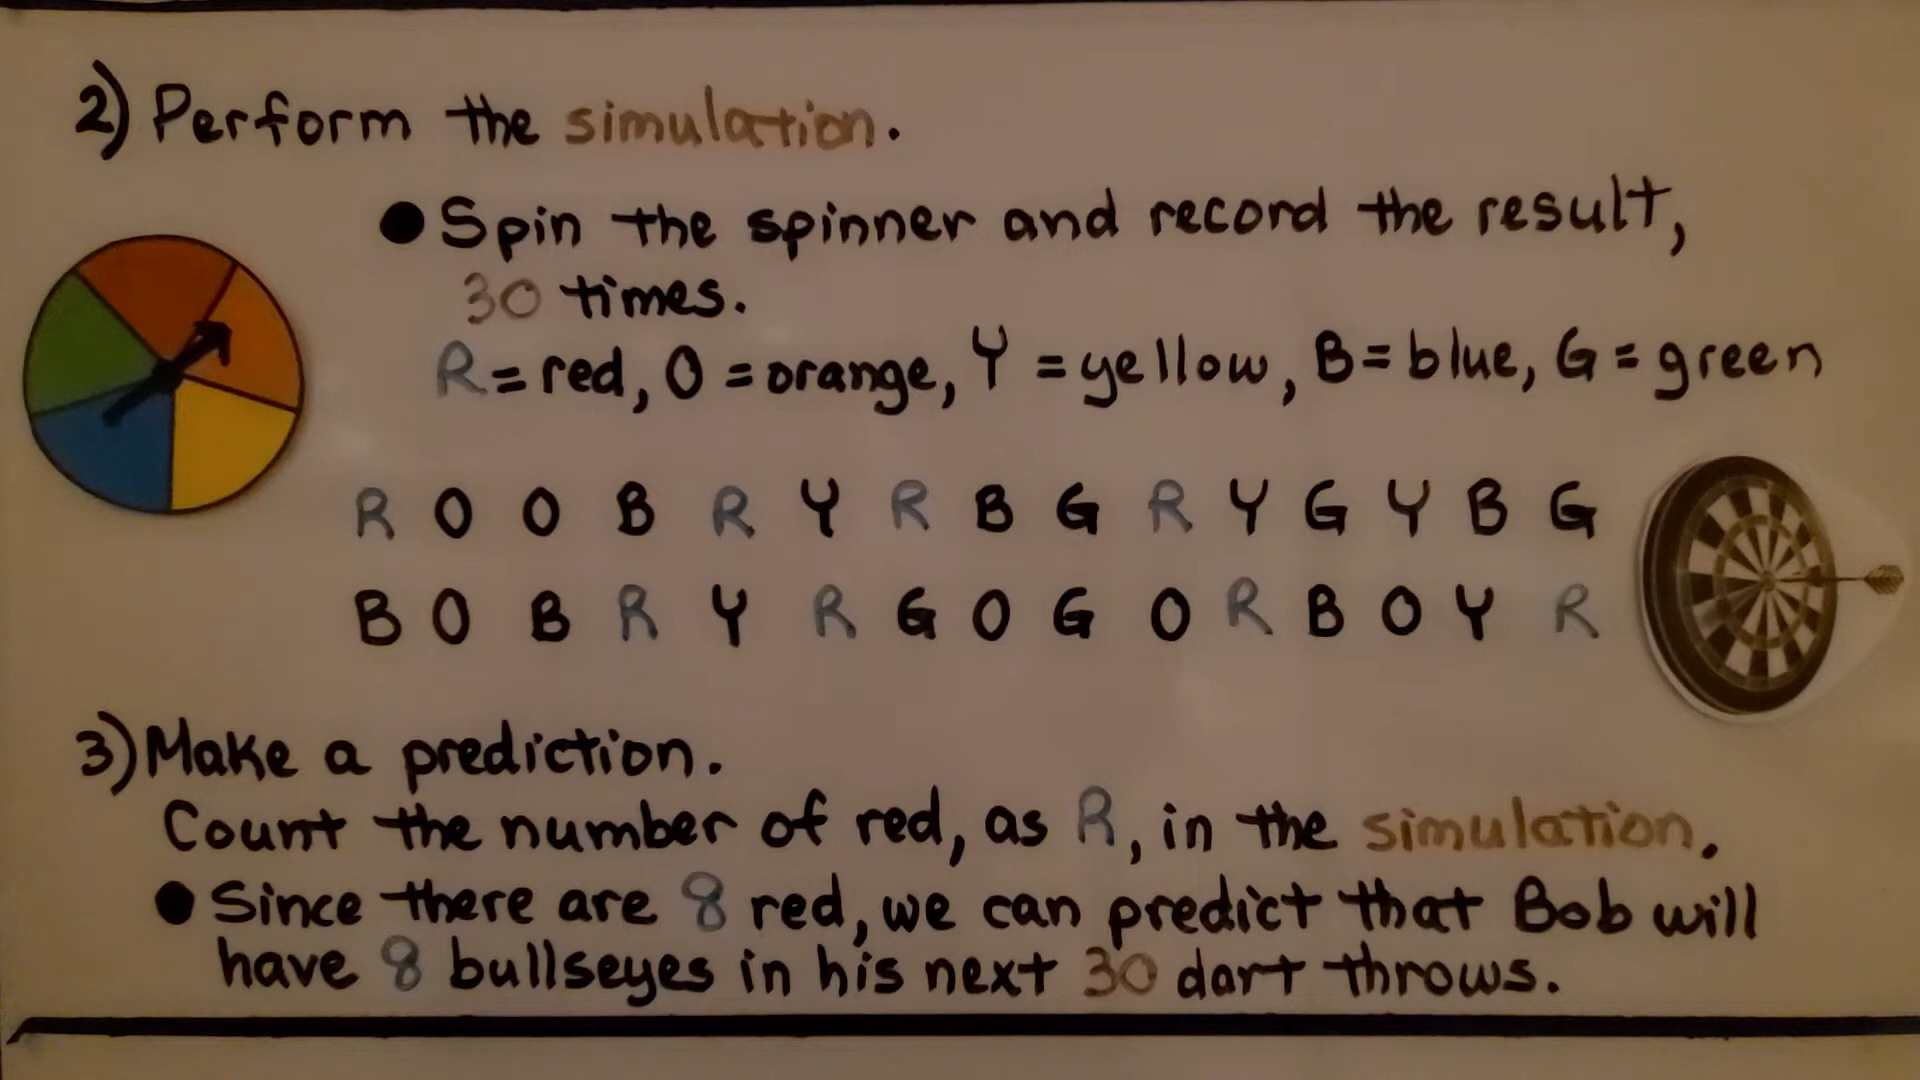 2) Perform the simulation.
● Spin the spinner and record the result,
30 times.
R = red, O = orange, Y = yellow, B = blue, G = green
R O O B R Y R B G R Y G Y B G
B O B R Y R G O G O R B O Y R
3) Make a prediction.
Count the number of red, as R, in the simulation.
● Since there are 8 red, we can predict that Bob will
have 8 bullseyes in his next 30 dart throws.